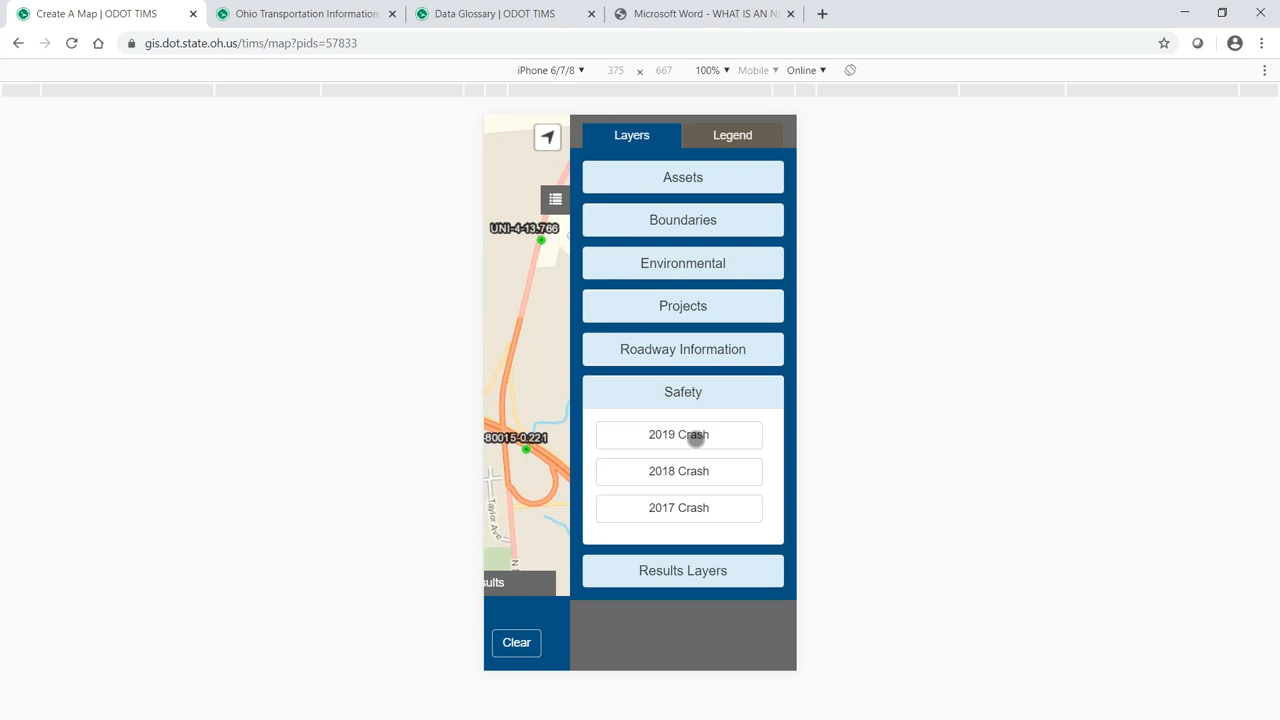 Create A Map | ODOT TIMS
Ohio Transportation Information
Data Glossary | ODOT TIMS
Microsoft Word - WHAT IS AN N
gis.dot.state.oh.us/tims/map?pids=57833
iPhone 6/7/8 375 x 667 100% Mobile Online
Layers
Legend
Assets
UNI-4-13.766
Boundaries
Environmental
Projects
Roadway Information
Safety
2019 Crash
80015-0.221
2018 Crash
2017 Crash
Taylor Ave
N
Results Layers
sults
Clear